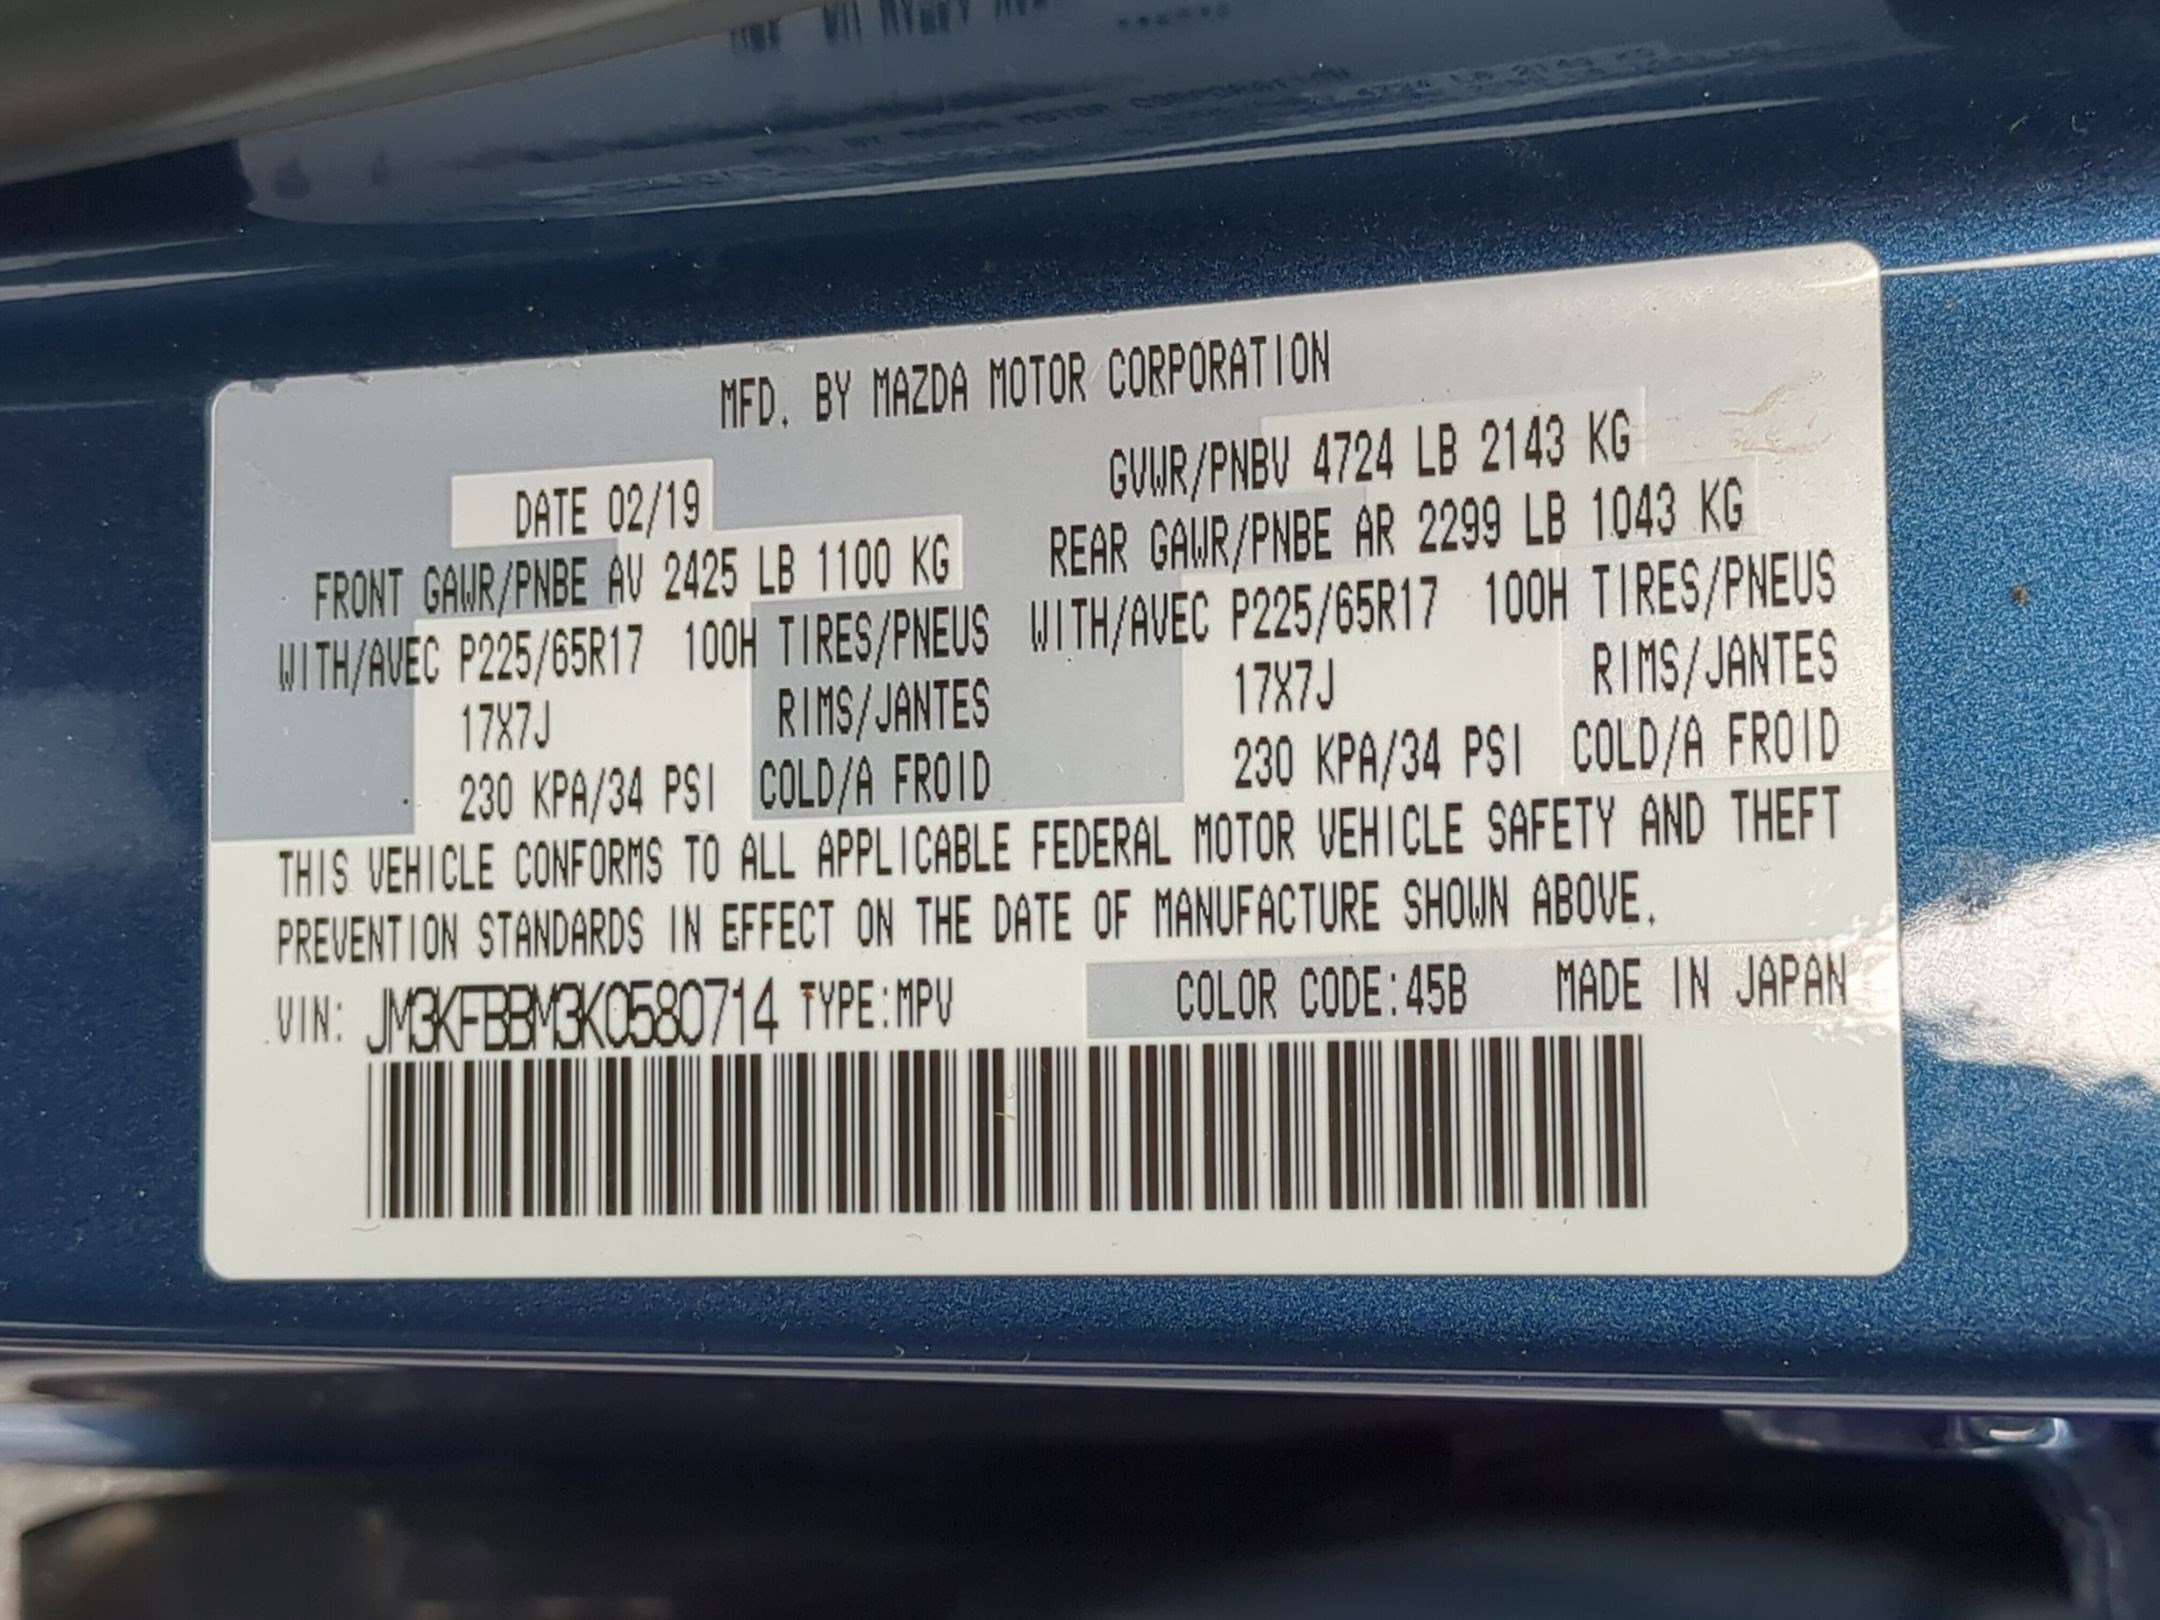 MFD. BY MAZDA MOTOR CORPORATION
DATE 02/19 GVWR/PNBV 4724 LB 2143 KG
FRONT GAWR/PNBE AV 2425 LB 1100 KG REAR GAWR/PNBE AR 2299 LB 1043 KG
WITH/AVEC P225/65R17 100H TIRES/PNEUS WITH/AVEC P225/65R17 100H TIRES/PNEUS
17X7J RIMS/JANTES 17X7J RIMS/JANTES
230 KPA/34 PSI COLD/A FROID 230 KPA/34 PSI COLD/A FROID
THIS VEHICLE CONFORMS TO ALL APPLICABLE FEDERAL MOTOR VEHICLE SAFETY AND THEFT
PREVENTION STANDARDS IN EFFECT ON THE DATE OF MANUFACTURE SHOWN ABOVE.
VIN: JM3KFBBM3K0580714 TYPE:MPV COLOR CODE:45B MADE IN JAPAN